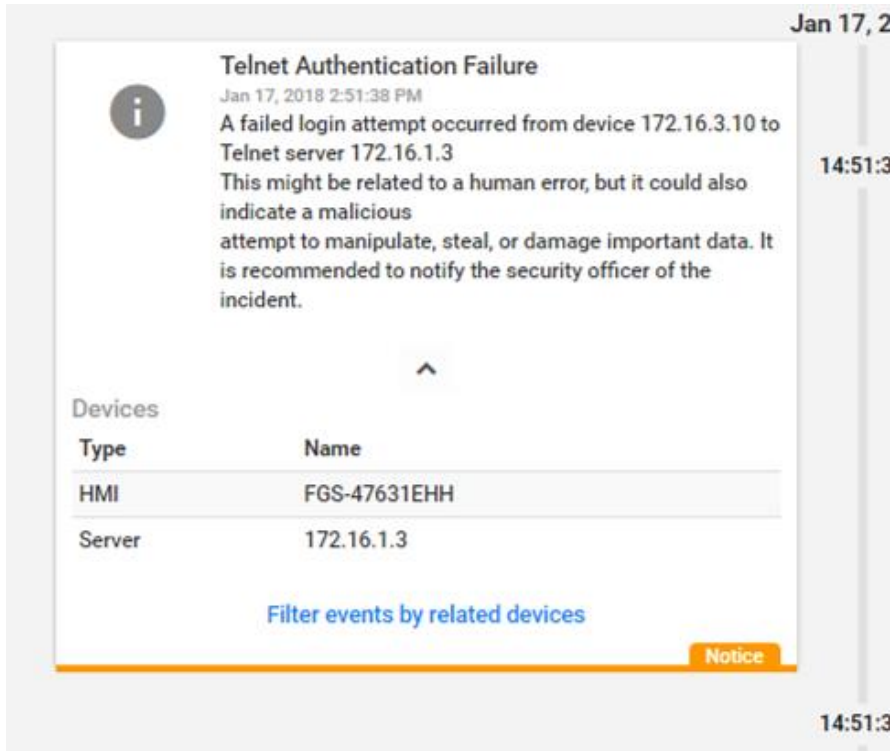 Jan 17, 2
Telnet Authentication Failure
Jan 17, 2018 2:51:38 PM
A failed login attempt occurred from device 172.16.3.10 to
Telnet server 172.16.1.3
14:51:3
This might be related to a human error, but it could also
indicate a malicious
attempt to manipulate, steal, or damage important data. It
is recommended to notify the security officer of the
incident.
Devices
Type Name
HMI FGS-47631EHH
Server 172.16.1.3
Filter events by related devices
Notice
14:51:3